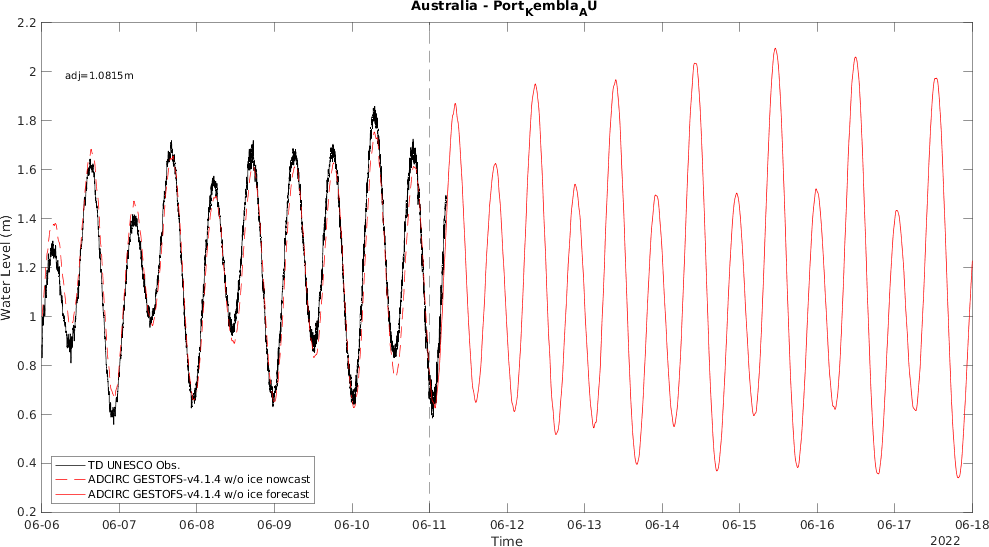 Australia - PortKemblaAU
adj=1.0815m
Water Level (m)
2.2
2
1.8
1.6
1.4
1.2
1
0.8
0.6
0.4
0.2
TD UNESCO Obs.
ADCIRC GESTOFS-v4.1.4 w/o ice nowcast
ADCIRC GESTOFS-v4.1.4 w/o ice forecast
06-06 06-07 06-08 06-09 06-10 06-11 06-12 06-13 06-14 06-15 06-16 06-17 06-18
Time
2022